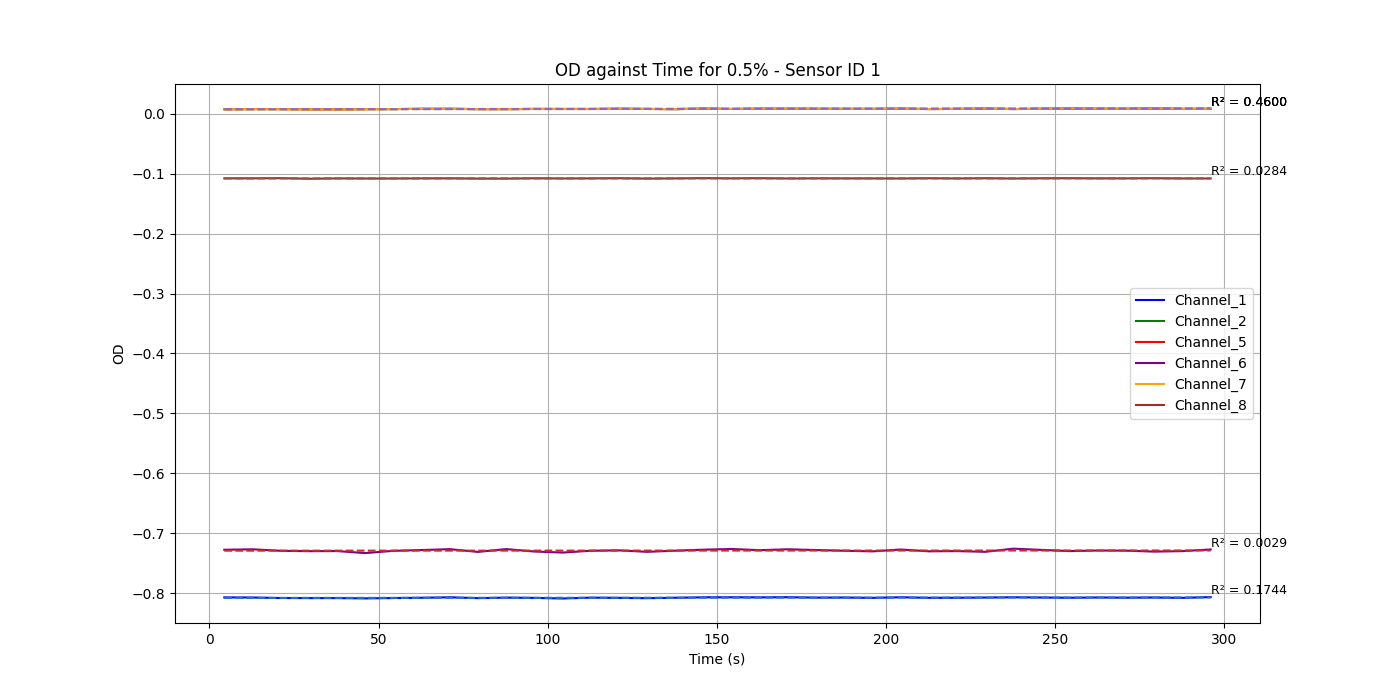 OD against Time for 0.5% - Sensor ID 1
0.0
−0.1
−0.2
−0.3
−0.4
−0.5
−0.6
−0.7
−0.8
OD
R² = 0.4600
R² = 0.0284
Channel_1
Channel_2
Channel_5
Channel_6
Channel_7
Channel_8
R² = 0.0029
R² = 0.1744
0 50 100 150 200 250 300
Time (s)